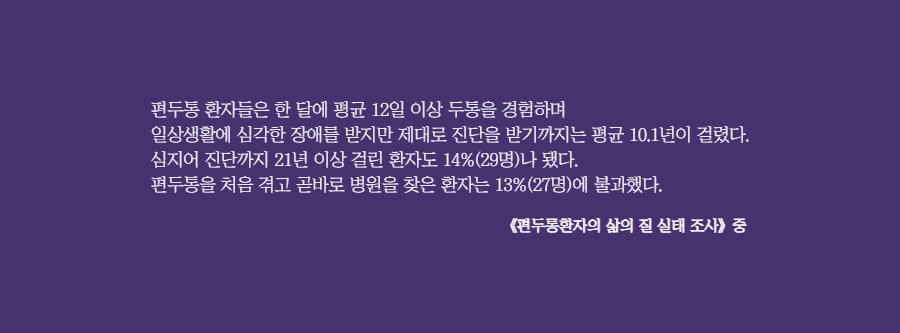 편두통 환자들은 한 달에 평균 12일 이상 두통을 경험하며
일상생활에 심각한 장애를 받지만 제대로 진단을 받기까지는 평균 10.1년이 걸렸다.
심지어 진단까지 21년 이상 걸린 환자도 14%(29명)나 됐다.
편두통을 처음 겪고 곧바로 병원을 찾은 환자는 13%(27명)에 불과했다.
《편두통환자의 삶의 질 실태 조사》 중